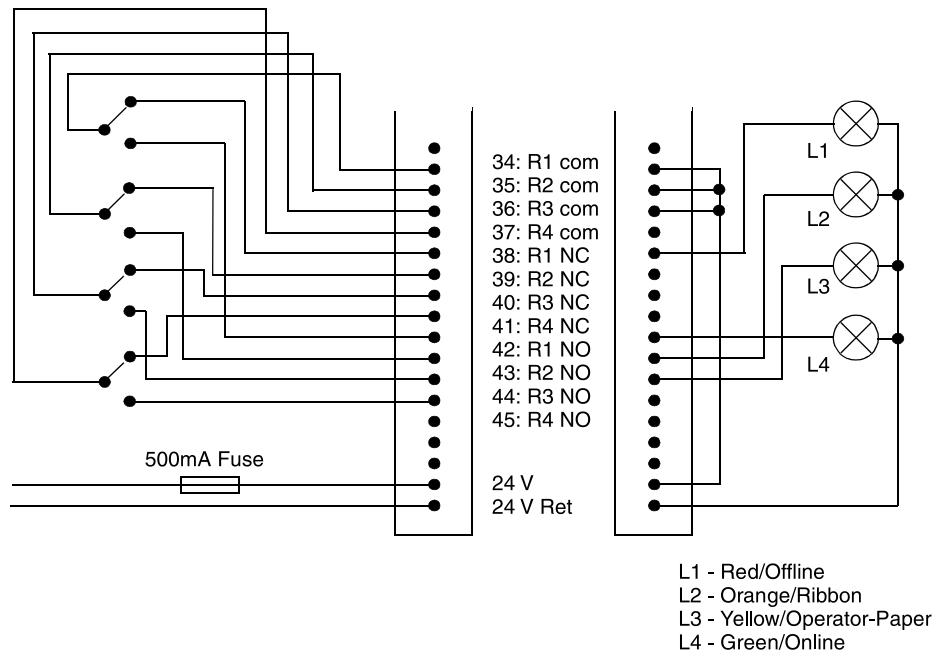 34: R1 com
35: R2 com
36: R3 com
37: R4 com
38: R1 NC
39: R2 NC
40: R3 NC
41: R4 NC
42: R1 NO
43: R2 NO
44: R3 NO
45: R4 NO
500mA Fuse
24 V
24 V Ret
L1
L2
L3
L4
L1 - Red/Offline
L2 - Orange/Ribbon
L3 - Yellow/Operator-Paper
L4 - Green/Online